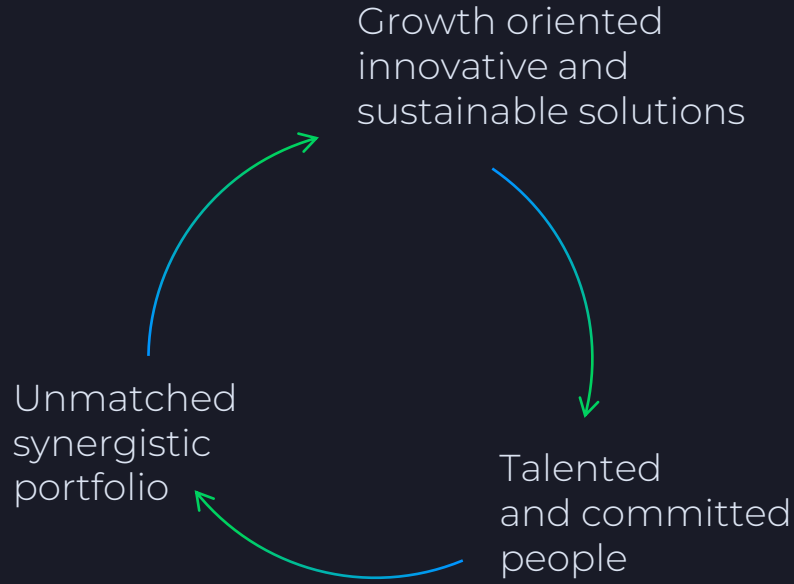 Growth oriented
innovative and
sustainable solutions
Unmatched
synergistic
portfolio
Talented
and committed
people